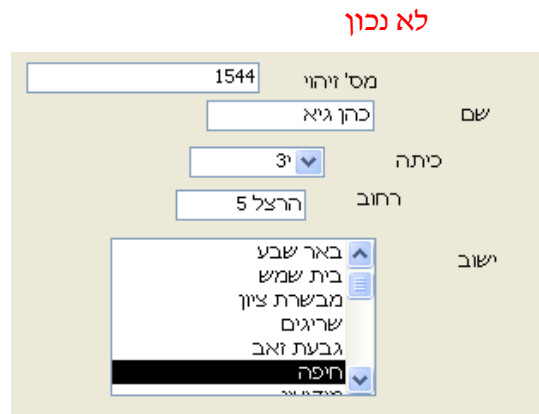 לא נכון
מס' זיהוי 1544
שם כהן גיא
כיתה י3
רחוב הרצל 5
ישוב באר שבע
בית שמש
מבשרת ציון
שריגים
גבעת זאב
חיפה